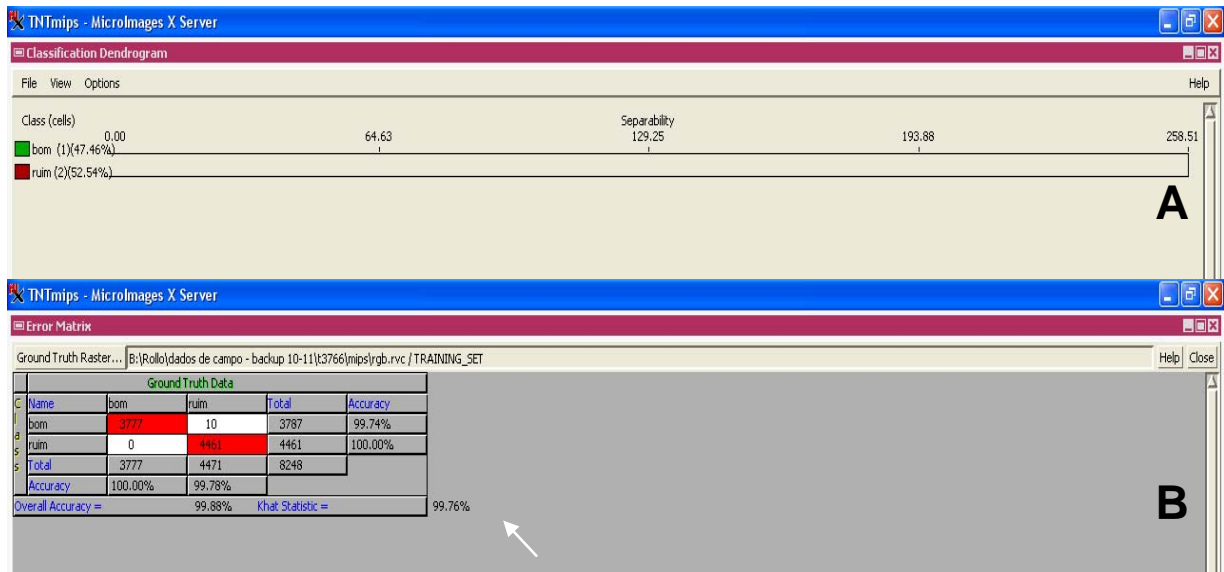 TNTmips - MicroImages X Server
Classification Dendrogram
File View Options Help
Class (cells) Separability
0.00 64.63 129.25 193.88 258.51
bom (1)(47.46%)
ruim (2)(52.54%)
A
TNTmips - MicroImages X Server
Error Matrix
Ground Truth Raster... B:\Rollo\dados de campo - backup 10-11\t3766\mips\rgb.rvc / TRAINING_SET Help Close
Ground Truth Data
Class
Name bom ruim Total Accuracy
bom 3777 10 3787 99.74%
ruim 0 4461 4461 100.00%
Total 3777 4471 8248
Accuracy 100.00% 99.78%
Overall Accuracy = 99.88% Khat Statistic = 99.76%
B